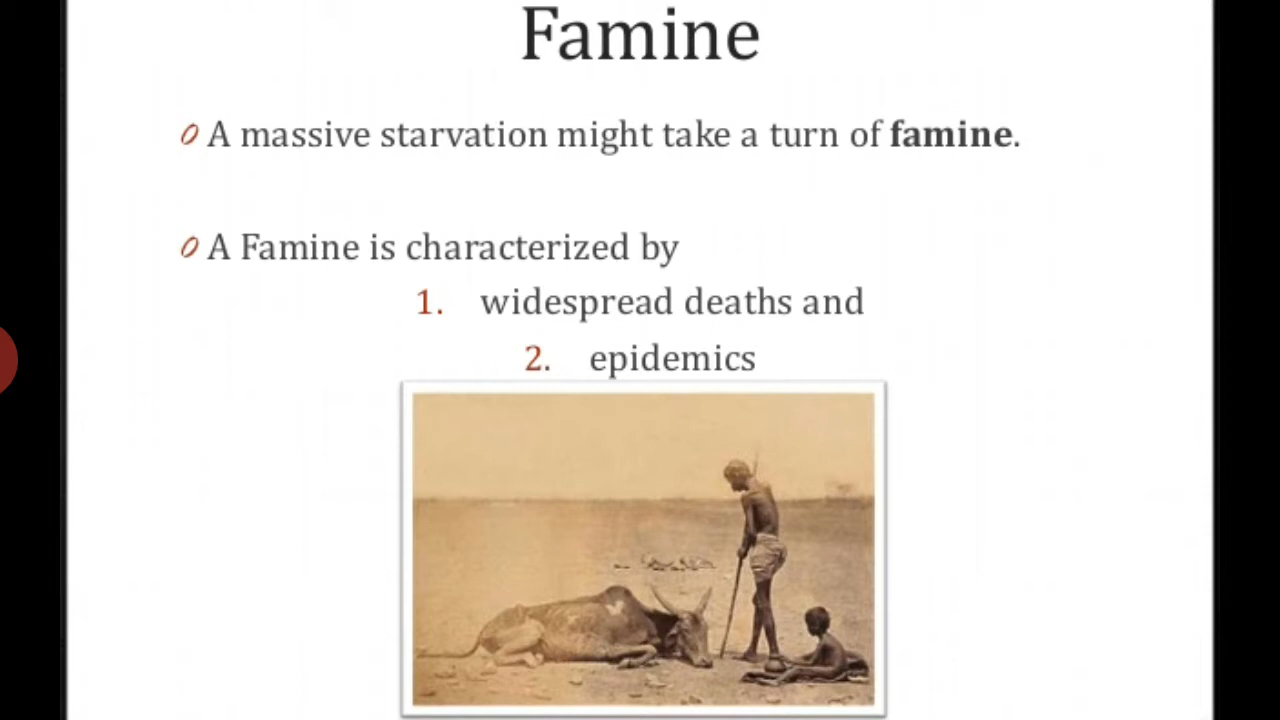 Famine
A massive starvation might take a turn of famine.
A Famine is characterized by
1. widespread deaths and
2. epidemics